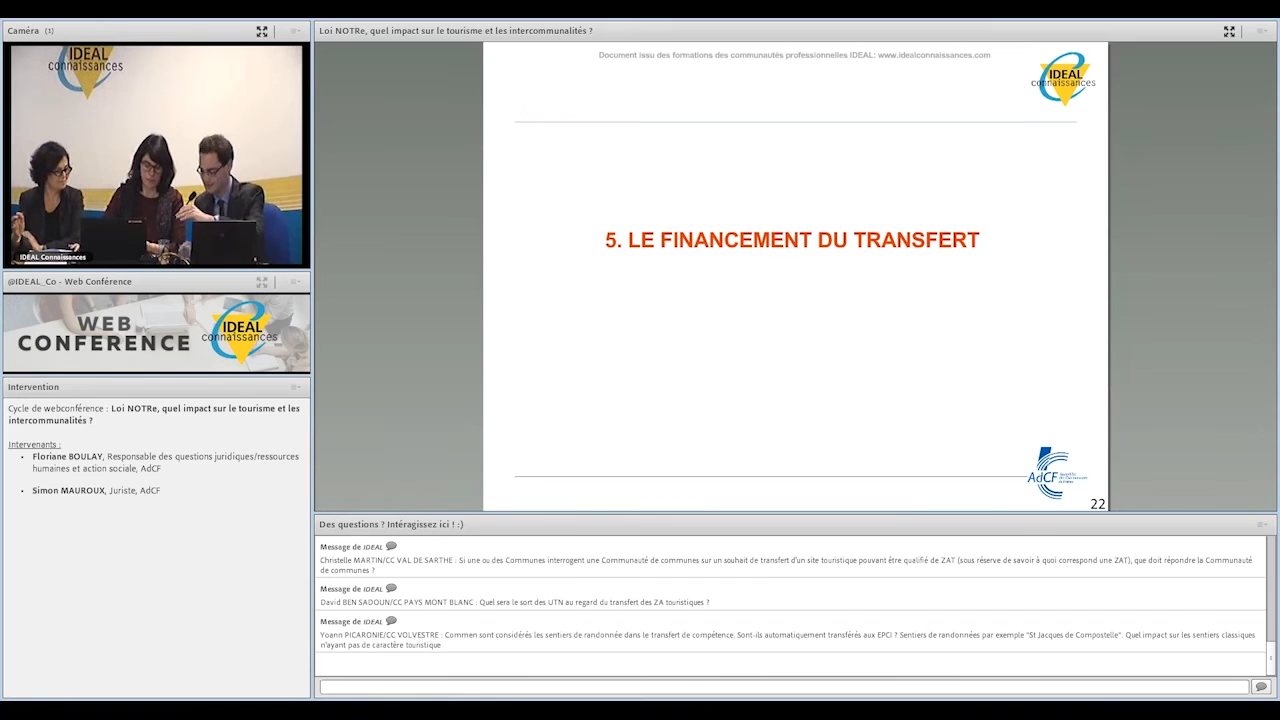 Caméra (1)
IDEAL
connaissances
IDEAL Connaissances
@IDEAL_Co - Web Conférence
WEB
CONFERENCE
IDEAL
connaissances
Intervention
Cycle de webconférence : Loi NOTRe, quel impact sur le tourisme et les
intercommunalités ?
Intervenants :
• Floriane BOULAY, Responsable des questions juridiques/ressources
humaines et action sociale, AdCF
• Simon MAUROUX, Juriste, AdCF
Loi NOTRe, quel impact sur le tourisme et les intercommunalités ?
Document issu des formations des communautés professionnelles IDEAL: www.idealconnaissances.com
IDEAL
connaissances
5. LE FINANCEMENT DU TRANSFERT
AdCF
22
Des questions ? Intéragissez ici ! :)
Message de IDEAL
Christelle MARTIN/CC VAL DE SARTHE : Si une ou des Communes interrogent une Communauté de communes sur un souhait de transfert d'un site touristique pouvant être qualifié de ZAT (sous réserve de savoir à quoi correspond une ZAT), que doit répondre la Communauté
de communes ?
Message de IDEAL
David BEN SADOUN/CC PAYS MONT BLANC : Quel sera le sort des UTN au regard du transfert des ZA touristiques ?
Message de IDEAL
Yoann PICARONIE/CC VOLVESTRE : Commen sont considérés les sentiers de randonnée dans le transfert de compétence. Sont-ils automatiquement transférés aux EPCI ? Sentiers de randonnées par exemple "St Jacques de Compostelle". Quel impact sur les sentiers classiques
n'ayant pas de caractère touristique